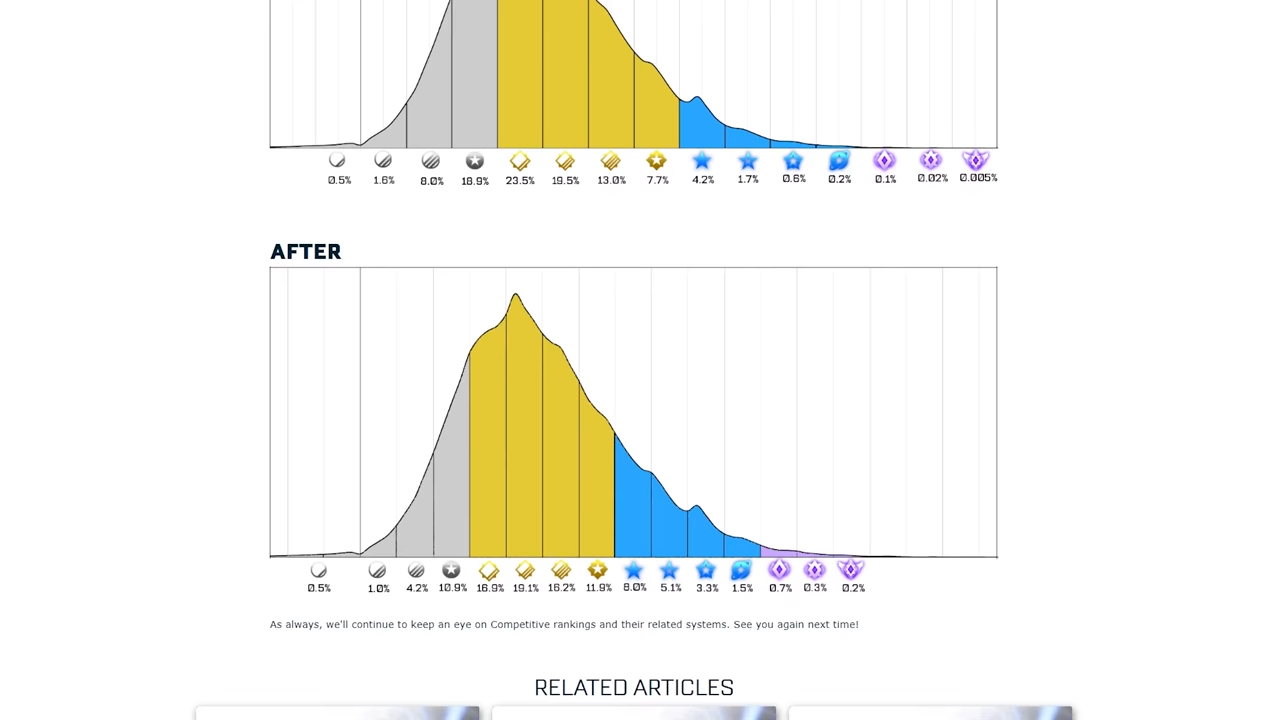 0.5% 1.6% 8.0% 18.9% 23.5% 19.5% 13.0% 7.7% 4.2% 1.7% 0.6% 0.2% 0.1% 0.02% 0.005%
AFTER
0.5% 1.0% 4.2% 10.9% 16.9% 19.1% 16.2% 11.9% 8.0% 5.1% 3.3% 1.5% 0.7% 0.3% 0.2%
As always, we'll continue to keep an eye on Competitive rankings and their related systems. See you again next time!
RELATED ARTICLES